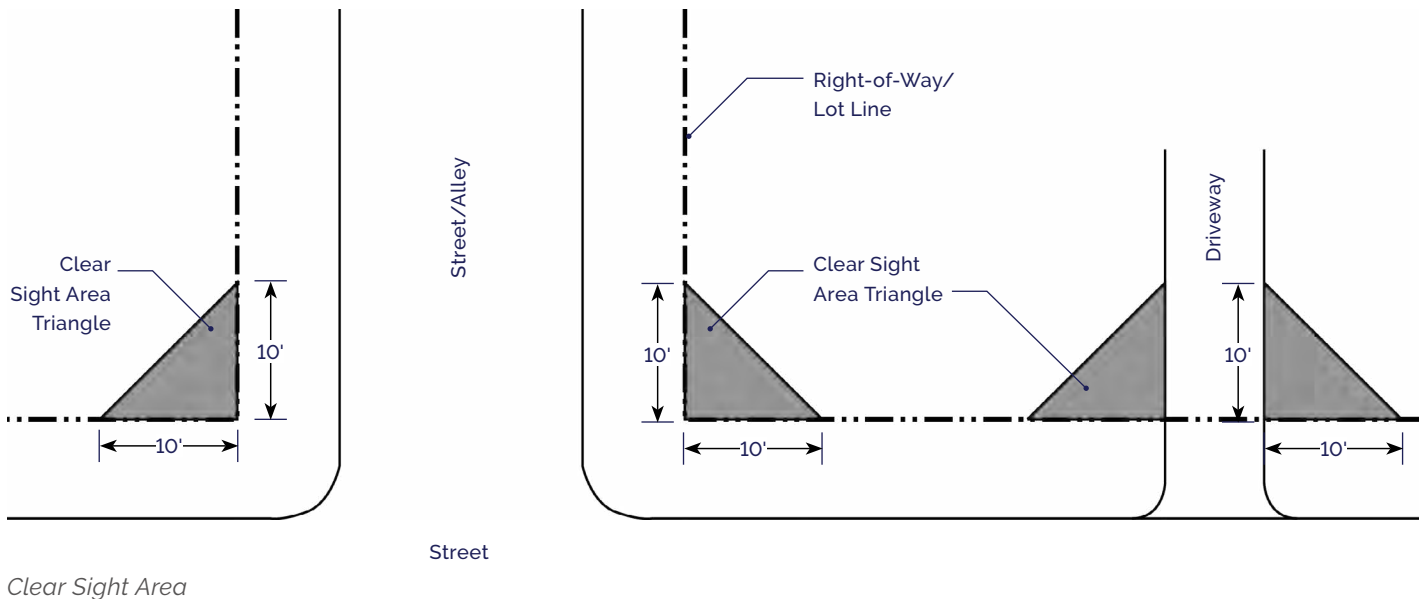 Right-of-Way/
Lot Line
Street/Alley
Driveway
Clear
Sight Area
Triangle
Clear Sight
Area Triangle
10'
10'
10'
10'
10'
10'
Street
Clear Sight Area